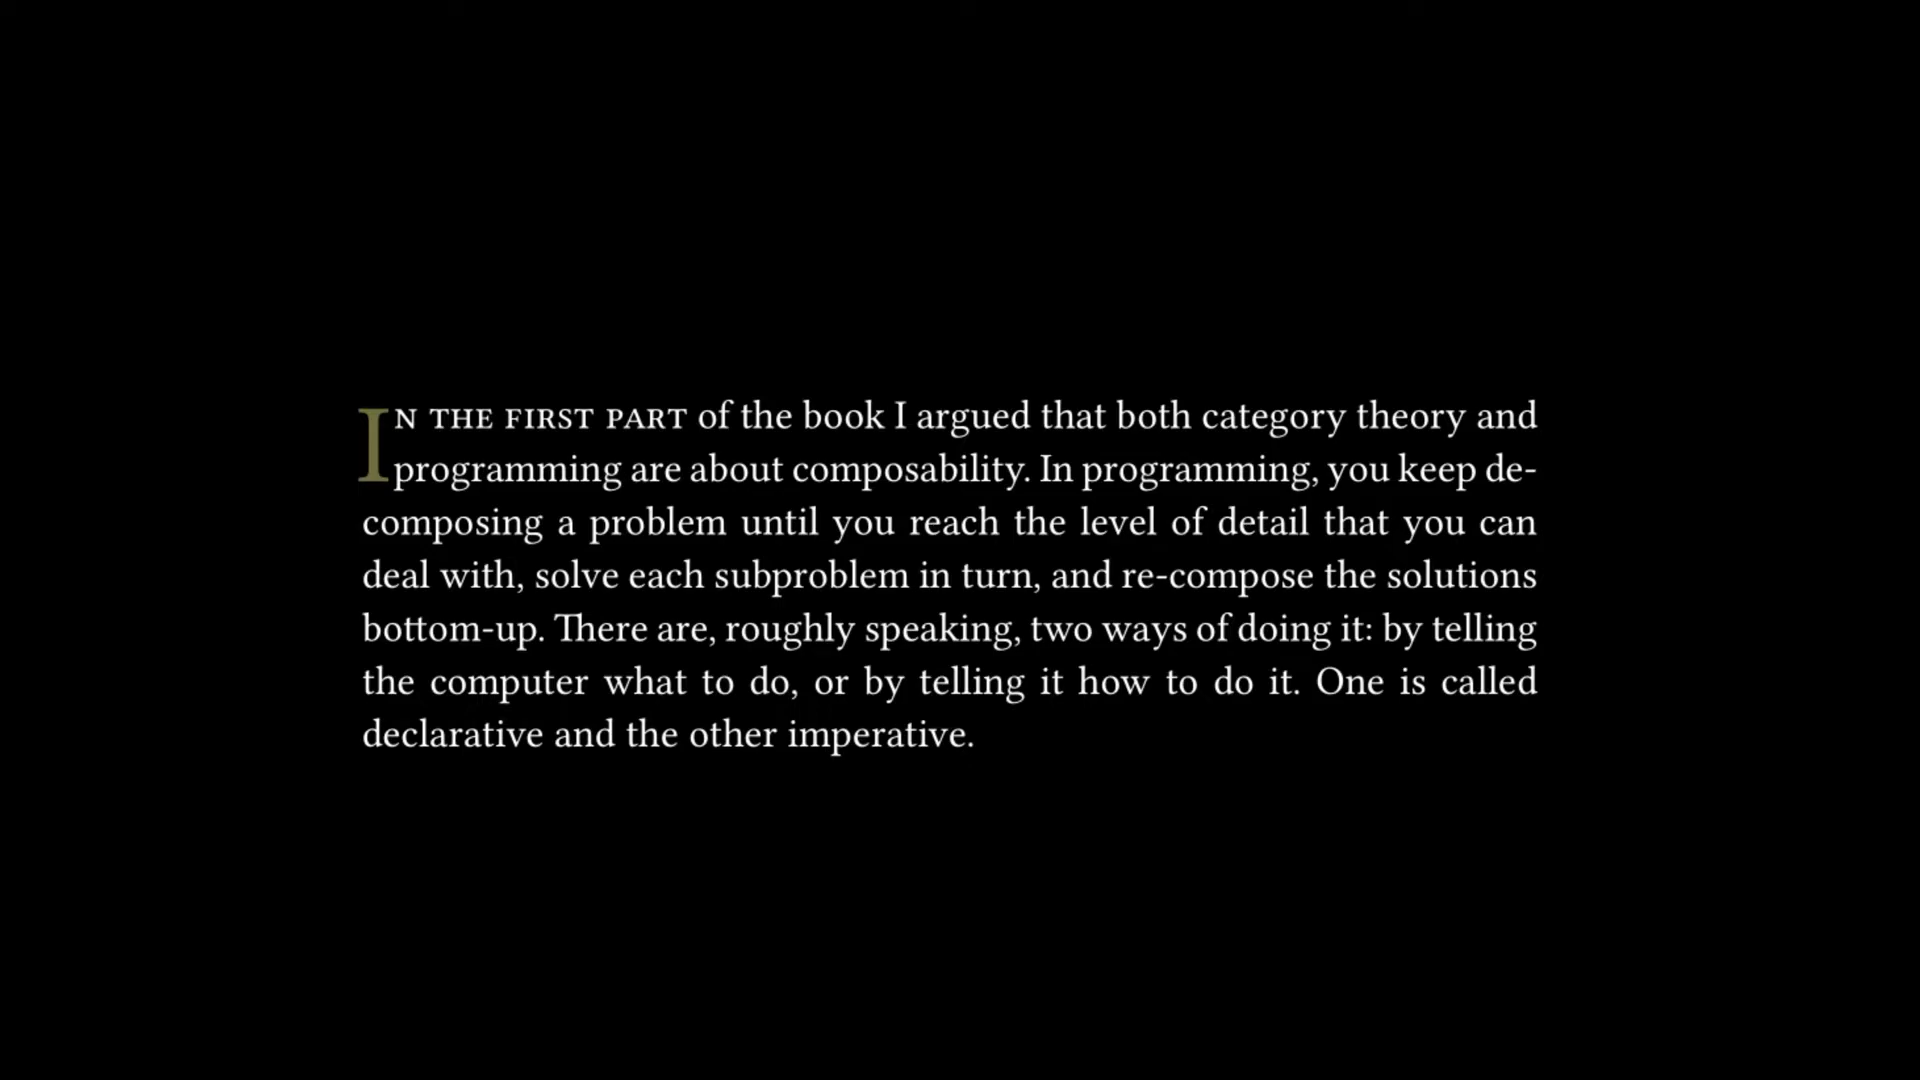 IN THE FIRST PART of the book I argued that both category theory and
programming are about composability. In programming, you keep de-
composing a problem until you reach the level of detail that you can
deal with, solve each subproblem in turn, and re-compose the solutions
bottom-up. There are, roughly speaking, two ways of doing it: by telling
the computer what to do, or by telling it how to do it. One is called
declarative and the other imperative.